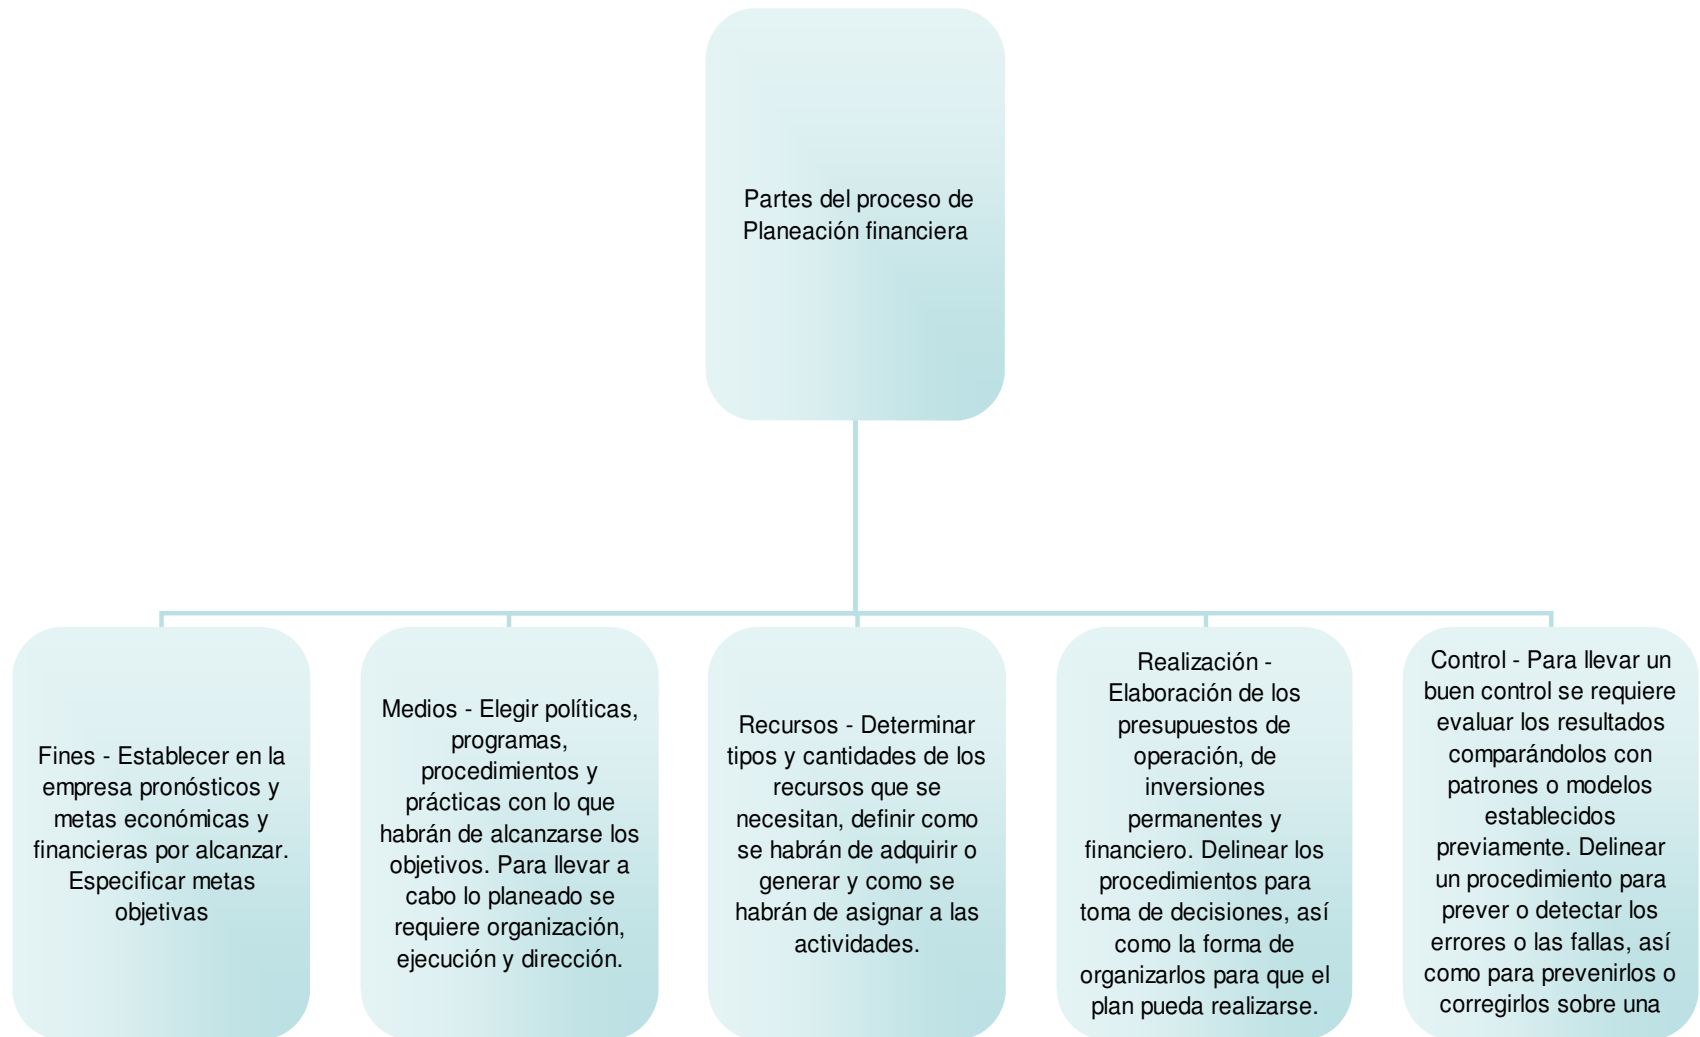 Partes del proceso de
Planeación financiera
Fines - Establecer en la
empresa pronósticos y
metas económicas y
financieras por alcanzar.
Especificar metas
objetivas
Medios - Elegir políticas,
programas,
procedimientos y
prácticas con lo que
habrán de alcanzarse los
objetivos. Para llevar a
cabo lo planeado se
requiere organización,
ejecución y dirección.
Recursos - Determinar
tipos y cantidades de los
recursos que se
necesitan, definir como
se habrán de adquirir o
generar y como se
habrán de asignar a las
actividades.
Realización -
Elaboración de los
presupuestos de
operación, de
inversiones
permanentes y
financiero. Delinear los
procedimientos para
toma de decisiones, así
como la forma de
organizarlos para que el
plan pueda realizarse.
Control - Para llevar un
buen control se requiere
evaluar los resultados
comparándolos con
patrones o modelos
establecidos
previamente. Delinear
un procedimiento para
prever o detectar los
errores o las fallas, así
como para prevenirlos o
corregirlos sobre una